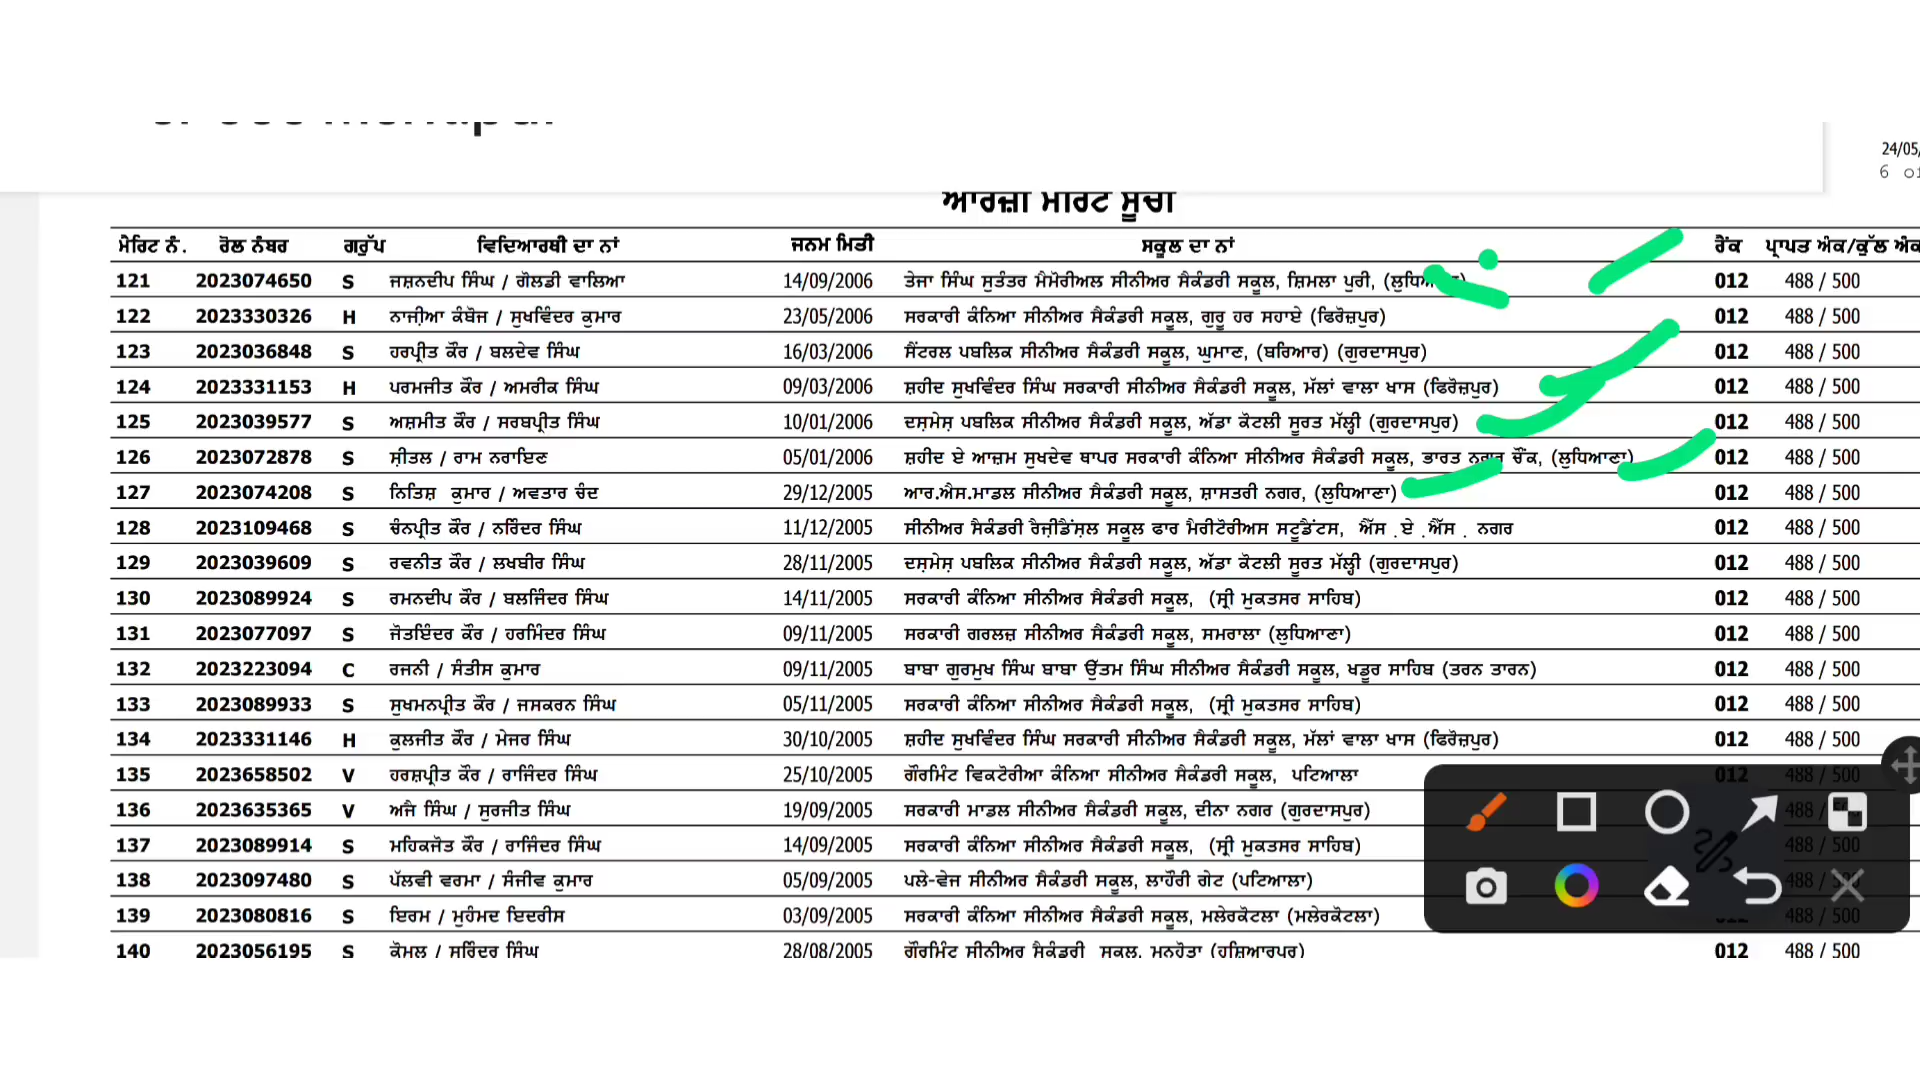 24/05/
6 of
ਆਰਜ਼ੀ ਮੈਰਿਟ ਸੂਚੀ
ਮੈਰਿਟ ਨੰ. ਰੋਲ ਨੰਬਰ ਗਰੁੱਪ ਵਿਦਿਆਰਥੀ ਦਾ ਨਾਂ ਜਨਮ ਮਿਤੀ ਸਕੂਲ ਦਾ ਨਾਂ ਰੈਂਕ ਪ੍ਰਾਪਤ ਅੰਕ/ਕੁੱਲ ਅੰਕ
121 2023074650 S ਜਸ਼ਨਦੀਪ ਸਿੰਘ / ਗੋਲਡੀ ਵਾਲਿਆ 14/09/2006 ਤੇਜਾ ਸਿੰਘ ਸੁਤੰਤਰ ਮੈਮੋਰੀਅਲ ਸੀਨੀਅਰ ਸੈਕੰਡਰੀ ਸਕੂਲ, ਸ਼ਿਮਲਾ ਪੁਰੀ, 012 488 / 500
122 2023330326 H ਨਾਜ਼ੀਆ ਕੰਬੋਜ / ਸੁਖਵਿੰਦਰ ਕੁਮਾਰ 23/05/2006 ਸਰਕਾਰੀ ਕੰਨਿਆ ਸੀਨੀਅਰ ਸੈਕੰਡਰੀ ਸਕੂਲ, ਗੁਰੂ ਹਰ ਸਹਾਏ (ਫਿਰੋਜ਼ਪੁਰ) 012 488 / 500
123 2023036848 S ਹਰਪ੍ਰੀਤ ਕੌਰ / ਬਲਦੇਵ ਸਿੰਘ 16/03/2006 ਸੈਂਟਰਲ ਪਬਲਿਕ ਸੀਨੀਅਰ ਸੈਕੰਡਰੀ ਸਕੂਲ, ਘੁਮਾਣ, (ਬਰਿਆਰ) (ਗੁਰਦਾਸਪੁਰ) 012 488 / 500
124 2023331153 H ਪਰਮਜੀਤ ਕੌਰ / ਅਮਰੀਕ ਸਿੰਘ 09/03/2006 ਸ਼ਹੀਦ ਸੁਖਵਿੰਦਰ ਸਿੰਘ ਸਰਕਾਰੀ ਸੀਨੀਅਰ ਸੈਕੰਡਰੀ ਸਕੂਲ, ਮੱਲਾਂ ਵਾਲਾ ਖਾਸ (ਫਿਰੋਜ਼ਪੁਰ) 012 488 / 500
125 2023039577 S ਅਸ਼ਮੀਤ ਕੌਰ / ਸਰਬਪ੍ਰੀਤ ਸਿੰਘ 10/01/2006 ਦਸ਼ਮੇਸ਼ ਪਬਲਿਕ ਸੀਨੀਅਰ ਸੈਕੰਡਰੀ ਸਕੂਲ, ਅੱਡਾ ਕੋਟਲੀ ਸੂਰਤ ਮੱਲ੍ਹੀ (ਗੁਰਦਾਸਪੁਰ) 012 488 / 500
126 2023072878 S ਸ਼ੀਤਲ / ਰਾਮ ਨਰਾਇਣ 05/01/2006 ਸ਼ਹੀਦ ਏ ਆਜ਼ਮ ਸੁਖਦੇਵ ਥਾਪਰ ਸਰਕਾਰੀ ਕੰਨਿਆ ਸੀਨੀਅਰ ਸੈਕੰਡਰੀ ਸਕੂਲ, ਭਾਰਤ ਨਗਰ ਚੌਂਕ, (ਲੁਧਿਆਣਾ) 012 488 / 500
127 2023074208 S ਨਿਤਿਸ਼ ਕੁਮਾਰ / ਅਵਤਾਰ ਚੰਦ 29/12/2005 ਆਰ.ਐਸ.ਮਾਡਲ ਸੀਨੀਅਰ ਸੈਕੰਡਰੀ ਸਕੂਲ, ਸ਼ਾਸਤਰੀ ਨਗਰ, (ਲੁਧਿਆਣਾ) 012 488 / 500
128 2023109468 S ਚੰਨਪ੍ਰੀਤ ਕੌਰ / ਨਰਿੰਦਰ ਸਿੰਘ 11/12/2005 ਸੀਨੀਅਰ ਸੈਕੰਡਰੀ ਰੈਜ਼ੀਡੈਂਸ਼ਲ ਸਕੂਲ ਫਾਰ ਮੈਰੀਟੋਰੀਅਸ ਸਟੂਡੈਂਟਸ, ਐੱਸ .ਏ .ਐੱਸ . ਨਗਰ 012 488 / 500
129 2023039609 S ਰਵਨੀਤ ਕੌਰ / ਲਖਬੀਰ ਸਿੰਘ 28/11/2005 ਦਸ਼ਮੇਸ਼ ਪਬਲਿਕ ਸੀਨੀਅਰ ਸੈਕੰਡਰੀ ਸਕੂਲ, ਅੱਡਾ ਕੋਟਲੀ ਸੂਰਤ ਮੱਲ੍ਹੀ (ਗੁਰਦਾਸਪੁਰ) 012 488 / 500
130 2023089924 S ਰਮਨਦੀਪ ਕੌਰ / ਬਲਜਿੰਦਰ ਸਿੰਘ 14/11/2005 ਸਰਕਾਰੀ ਕੰਨਿਆ ਸੀਨੀਅਰ ਸੈਕੰਡਰੀ ਸਕੂਲ, (ਸ੍ਰੀ ਮੁਕਤਸਰ ਸਾਹਿਬ) 012 488 / 500
131 2023077097 S ਜੋਤਇੰਦਰ ਕੌਰ / ਹਰਮਿੰਦਰ ਸਿੰਘ 09/11/2005 ਸਰਕਾਰੀ ਗਰਲਜ਼ ਸੀਨੀਅਰ ਸੈਕੰਡਰੀ ਸਕੂਲ, ਸਮਰਾਲਾ (ਲੁਧਿਆਣਾ) 012 488 / 500
132 2023223094 C ਰਜਨੀ / ਸੰਤੀਸ ਕੁਮਾਰ 09/11/2005 ਬਾਬਾ ਗੁਰਮੁਖ ਸਿੰਘ ਬਾਬਾ ਉੱਤਮ ਸਿੰਘ ਸੀਨੀਅਰ ਸੈਕੰਡਰੀ ਸਕੂਲ, ਖਡੂਰ ਸਾਹਿਬ (ਤਰਨ ਤਾਰਨ) 012 488 / 500
133 2023089933 S ਸੁਖਮਨਪ੍ਰੀਤ ਕੌਰ / ਜਸਕਰਨ ਸਿੰਘ 05/11/2005 ਸਰਕਾਰੀ ਕੰਨਿਆ ਸੀਨੀਅਰ ਸੈਕੰਡਰੀ ਸਕੂਲ, (ਸ੍ਰੀ ਮੁਕਤਸਰ ਸਾਹਿਬ) 012 488 / 500
134 2023331146 H ਕੁਲਜੀਤ ਕੌਰ / ਮੇਜਰ ਸਿੰਘ 30/10/2005 ਸ਼ਹੀਦ ਸੁਖਵਿੰਦਰ ਸਿੰਘ ਸਰਕਾਰੀ ਸੀਨੀਅਰ ਸੈਕੰਡਰੀ ਸਕੂਲ, ਮੱਲਾਂ ਵਾਲਾ ਖਾਸ (ਫਿਰੋਜ਼ਪੁਰ) 012 488 / 500
135 2023658502 V ਹਰਸ਼ਪ੍ਰੀਤ ਕੌਰ / ਰਾਜਿੰਦਰ ਸਿੰਘ 25/10/2005 ਗੌਰਮਿੰਟ ਵਿਕਟੋਰੀਆ ਕੰਨਿਆ ਸੀਨੀਅਰ ਸੈਕੰਡਰੀ ਸਕੂਲ, ਪਟਿਆਲਾ 012 488 / 500
136 2023635365 V ਅਜੈ ਸਿੰਘ / ਸੁਰਜੀਤ ਸਿੰਘ 19/09/2005 ਸਰਕਾਰੀ ਮਾਡਲ ਸੀਨੀਅਰ ਸੈਕੰਡਰੀ ਸਕੂਲ, ਦੀਨਾ ਨਗਰ (ਗੁਰਦਾਸਪੁਰ) 488 /
137 2023089914 S ਮਹਿਕਜੋਤ ਕੌਰ / ਰਾਜਿੰਦਰ ਸਿੰਘ 14/09/2005 ਸਰਕਾਰੀ ਕੰਨਿਆ ਸੀਨੀਅਰ ਸੈਕੰਡਰੀ ਸਕੂਲ, (ਸ੍ਰੀ ਮੁਕਤਸਰ ਸਾਹਿਬ) 488 / 500
138 2023097480 S ਪੱਲਵੀ ਵਰਮਾ / ਸੰਜੀਵ ਕੁਮਾਰ 05/09/2005 ਪਲੇ-ਵੇਜ ਸੀਨੀਅਰ ਸੈਕੰਡਰੀ ਸਕੂਲ, ਲਾਹੌਰੀ ਗੇਟ (ਪਟਿਆਲਾ) 488 /
139 2023080816 S ਇਰਮ / ਮੁਹੰਮਦ ਇਦਰੀਸ 03/09/2005 ਸਰਕਾਰੀ ਕੰਨਿਆ ਸੀਨੀਅਰ ਸੈਕੰਡਰੀ ਸਕੂਲ, ਮਲੇਰਕੋਟਲਾ (ਮਲੇਰਕੋਟਲਾ) 488 / 500
140 2023056195 S ਕੋਮਲ / ਸਰਿੰਦਰ ਸਿੰਘ 28/08/2005 ਗੌਰਮਿੰਟ ਸੀਨੀਅਰ ਸੈਕੰਡਰੀ ਸਕੂਲ, ਮਨਹੋਤਾ (ਹੁਸ਼ਿਆਰਪੁਰ) 012 488 / 500